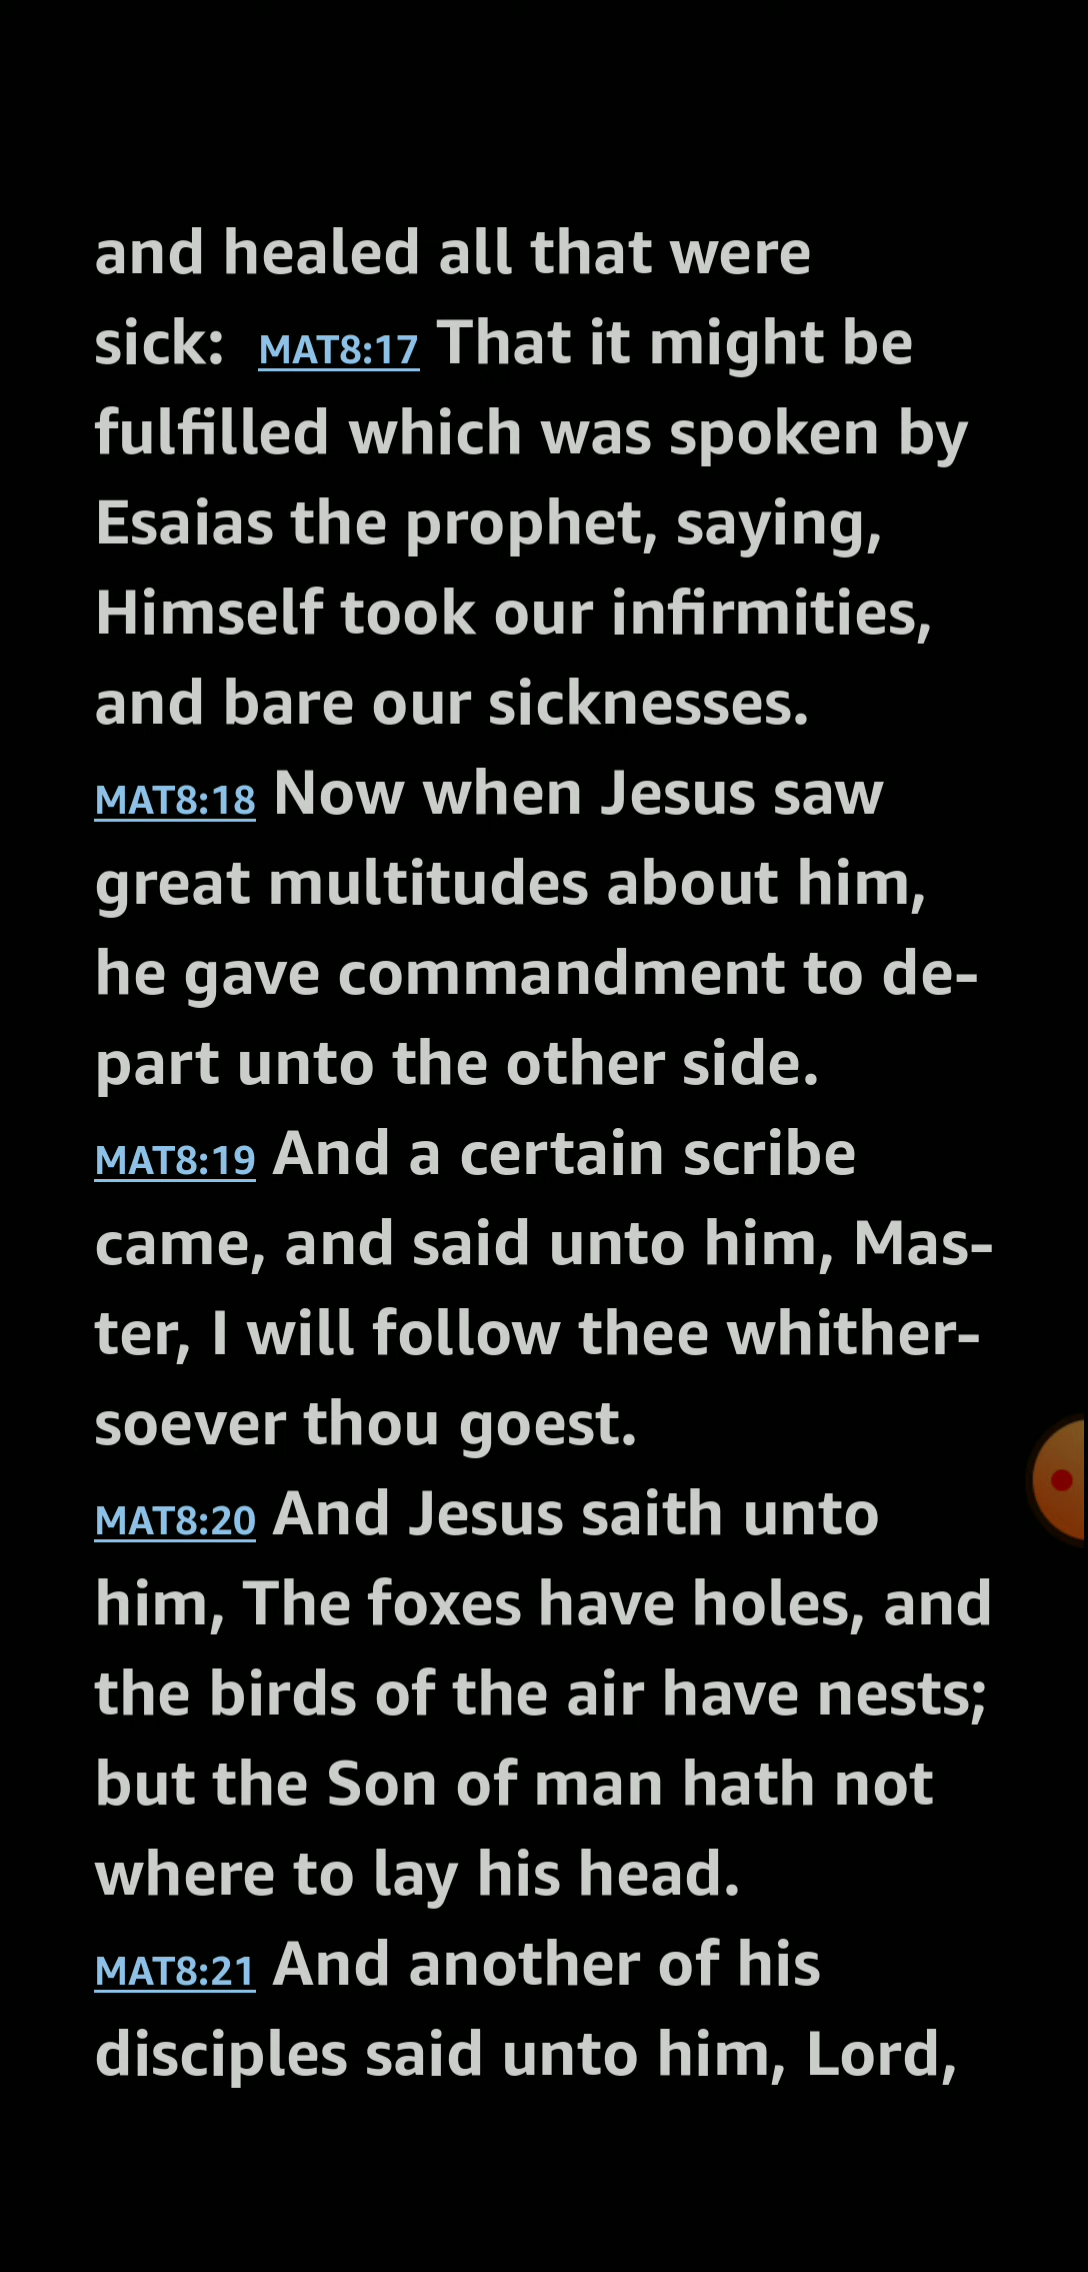 and healed all that were
sick: MAT8:17 That it might be
fulfilled which was spoken by
Esaias the prophet, saying,
Himself took our infirmities,
and bare our sicknesses.
MAT8:18 Now when Jesus saw
great multitudes about him,
he gave commandment to de-
part unto the other side.
MAT8:19 And a certain scribe
came, and said unto him, Mas-
ter, I will follow thee whither-
soever thou goest.
MAT8:20 And Jesus saith unto
him, The foxes have holes, and
the birds of the air have nests;
but the Son of man hath not
where to lay his head.
MAT8:21 And another of his
disciples said unto him, Lord,